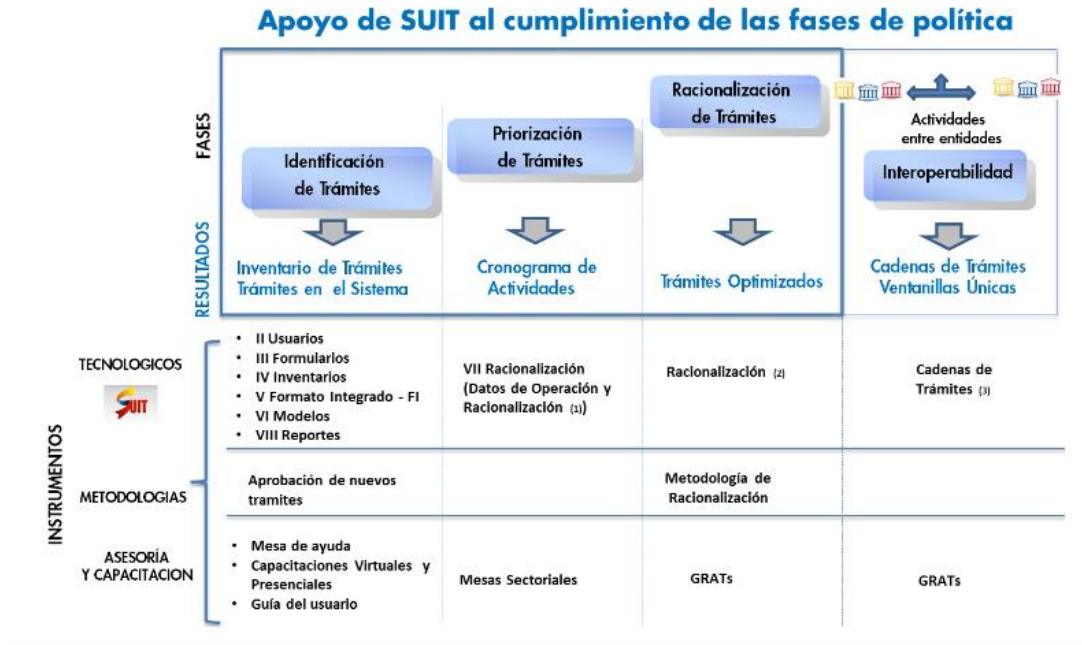 Apoyo de SUIT al cumplimiento de las fases de política
FASES
Identificación
de Trámites
Priorización
de Trámites
Racionalización
de Trámites
Actividades
entre entidades
Interoperabilidad
RESULTADOS
Inventario de Trámites
Trámites en el Sistema
Cronograma de
Actividades
Trámites Optimizados
Cadenas de Trámites
Ventanillas Únicas
INSTRUMENTOS
TECNOLOGICOS
SUIT
• II Usuarios
• III Formularios
• IV Inventarios
• V Formato Integrado - FI
• VI Modelos
• VIII Reportes
VII Racionalización
(Datos de Operación y
Racionalización (1))
Racionalización (2)
Cadenas de
Trámites (3)
METODOLOGIAS
Aprobación de nuevos
tramites
Metodología de
Racionalización
ASESORÍA
Y CAPACITACION
• Mesa de ayuda
• Capacitaciones Virtuales y
Presenciales
• Guía del usuario
Mesas Sectoriales
GRATs
GRATs